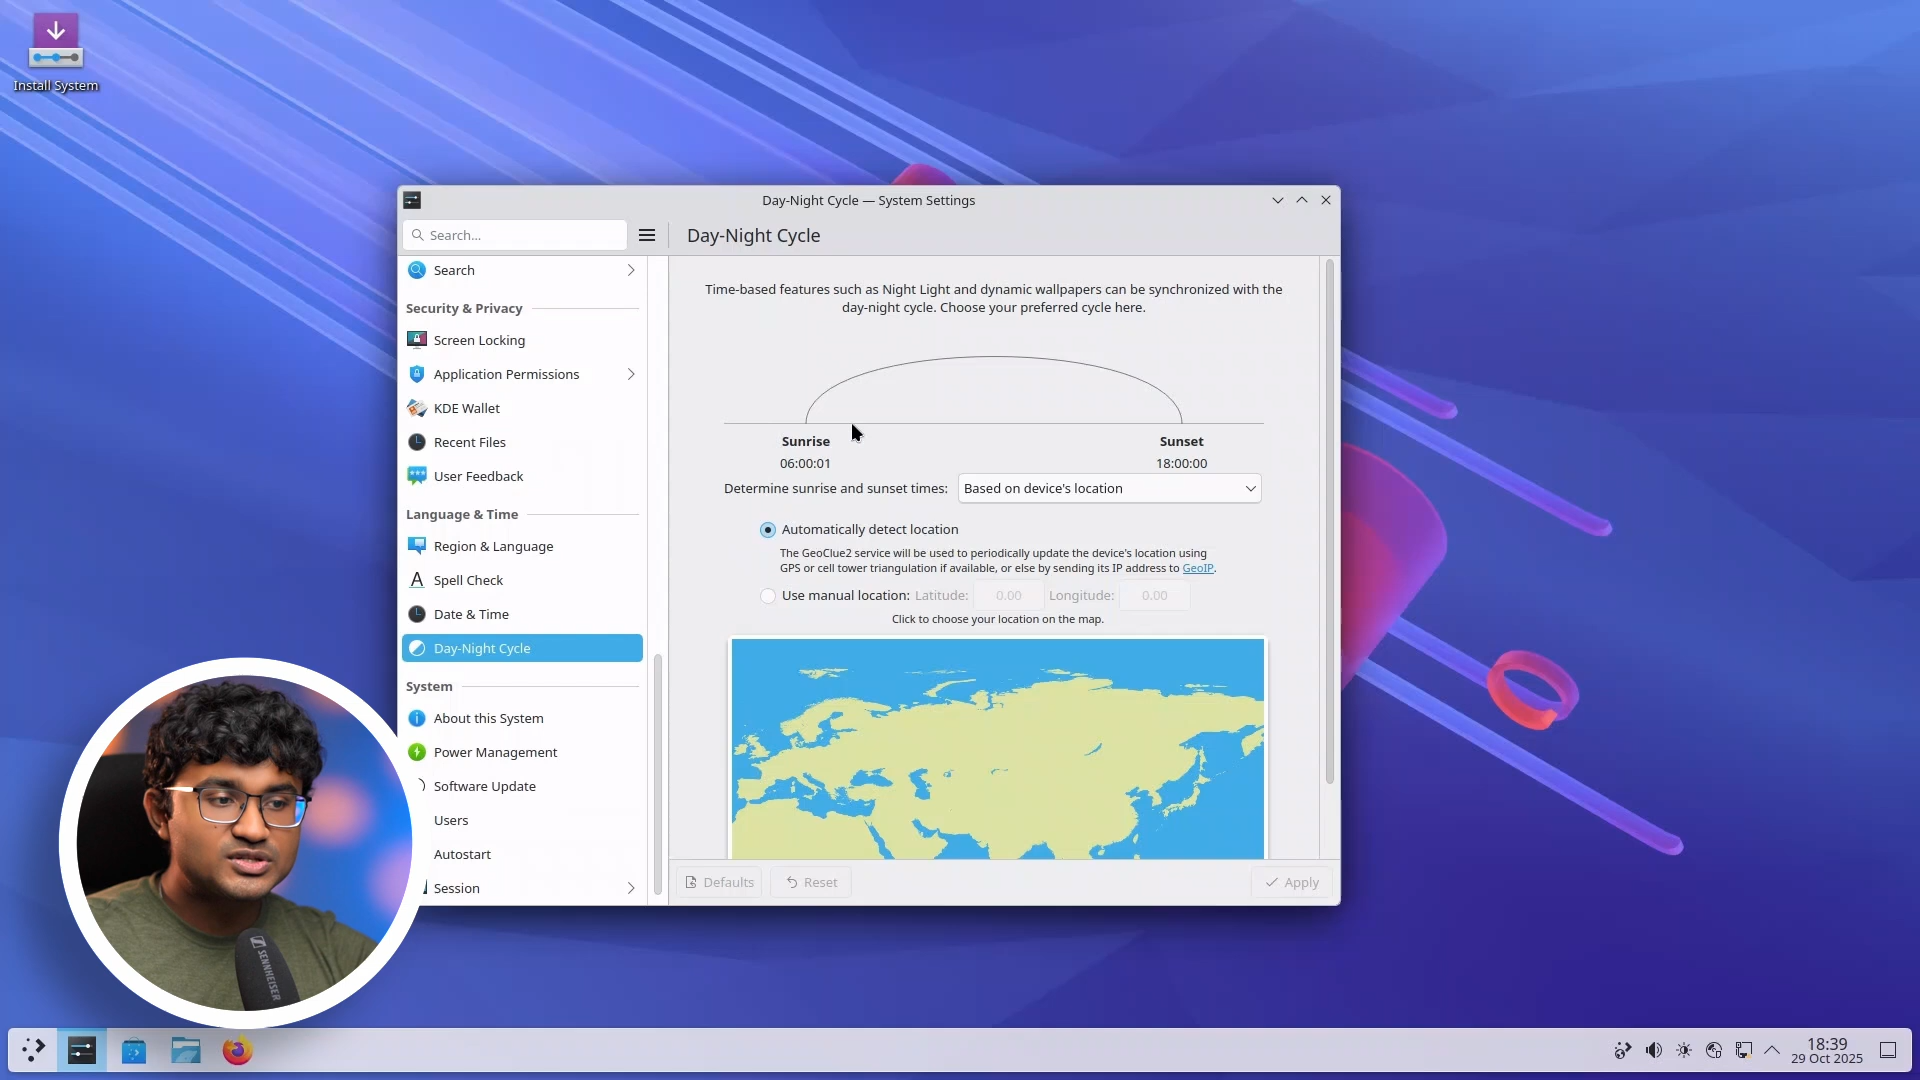 Install System
Day-Night Cycle — System Settings
Search...
Day-Night Cycle
Search
Security & Privacy
Screen Locking
Application Permissions
KDE Wallet
Recent Files
User Feedback
Language & Time
Region & Language
Spell Check
Date & Time
Day-Night Cycle
System
About this System
Power Management
Software Update
Users
Autostart
Session
Time-based features such as Night Light and dynamic wallpapers can be synchronized with the
day-night cycle. Choose your preferred cycle here.
Sunrise
06:00:01
Sunset
18:00:00
Determine sunrise and sunset times: Based on device's location
Automatically detect location
The GeoClue2 service will be used to periodically update the device's location using
GPS or cell tower triangulation if available, or else by sending its IP address to GeoIP.
Use manual location: Latitude: 0.00 Longitude: 0.00
Click to choose your location on the map.
Defaults
Reset
Apply
SENNHEISER
18:39
29 Oct 2025